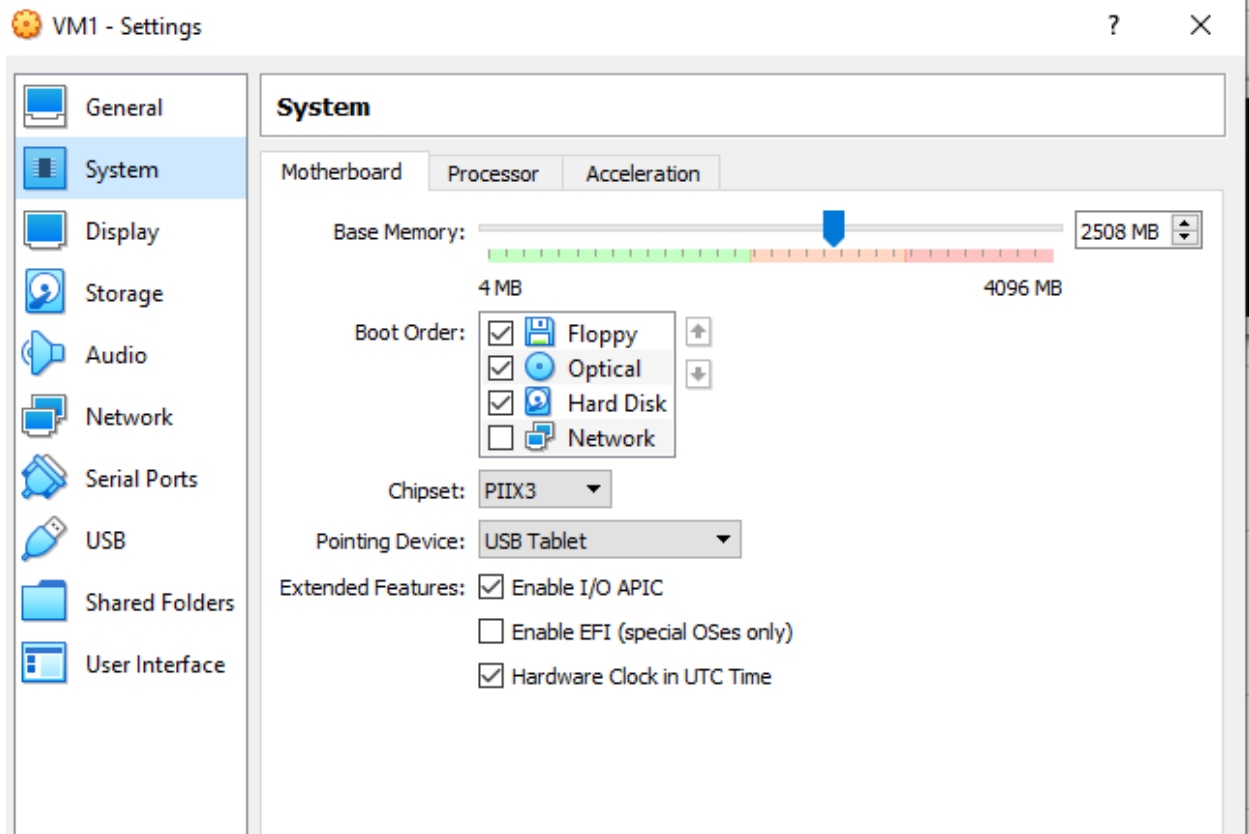 VM1 - Settings
?
General
System
Display
Storage
Audio
Network
Serial Ports
USB
Shared Folders
User Interface
System
Motherboard Processor Acceleration
Base Memory: 2508 MB
4 MB 4096 MB
Boot Order: Floppy
Optical
Hard Disk
Network
Chipset: PIIX3
Pointing Device: USB Tablet
Extended Features: Enable I/O APIC
Enable EFI (special OSes only)
Hardware Clock in UTC Time